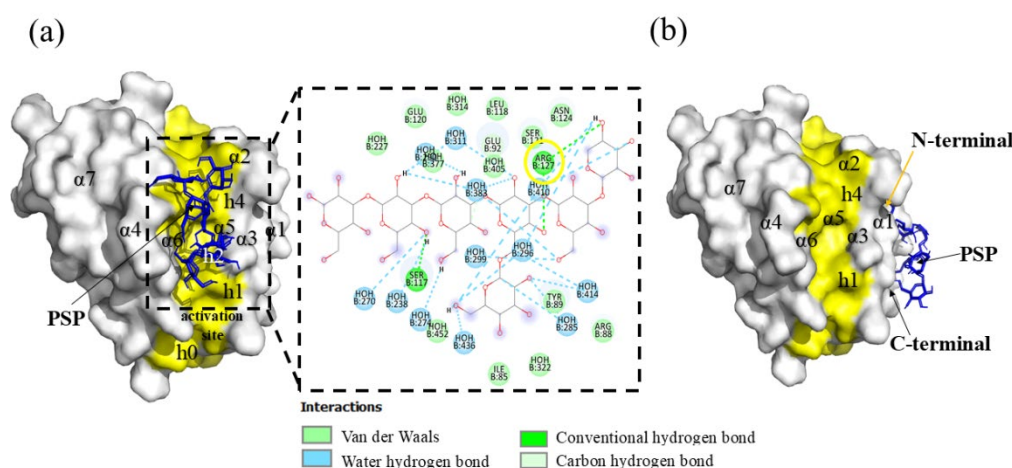 (a)
(b)
α7
α4
α6
α2
h4
α5
α3
α1
h2
h1
activation
site
h0
PSP
HOH
B:227
GLU
B:120
HOH
B:314
LEU
B:118
ASN
B:124
HOH
B:311
GLU
B:92
SER
ARG
B:127
HOH
HOH
B:377
HOH
B:405
HOH
B:383
HOH
B:410
H
H
H
H
H
H
HOH
B:299
HOH
B:296
SER
B:117
HOH
B:270
HOH
B:238
HOH
HOH
B:452
HOH
B:436
TYR
B:89
HOH
B:414
HOH
B:285
ARG
B:88
ILE
B:85
HOH
B:322
Interactions
Van der Waals
Water hydrogen bond
Conventional hydrogen bond
Carbon hydrogen bond
N-terminal
α2
h4
α7
α5
α1
α4
α6
α3
PSP
h1
C-terminal